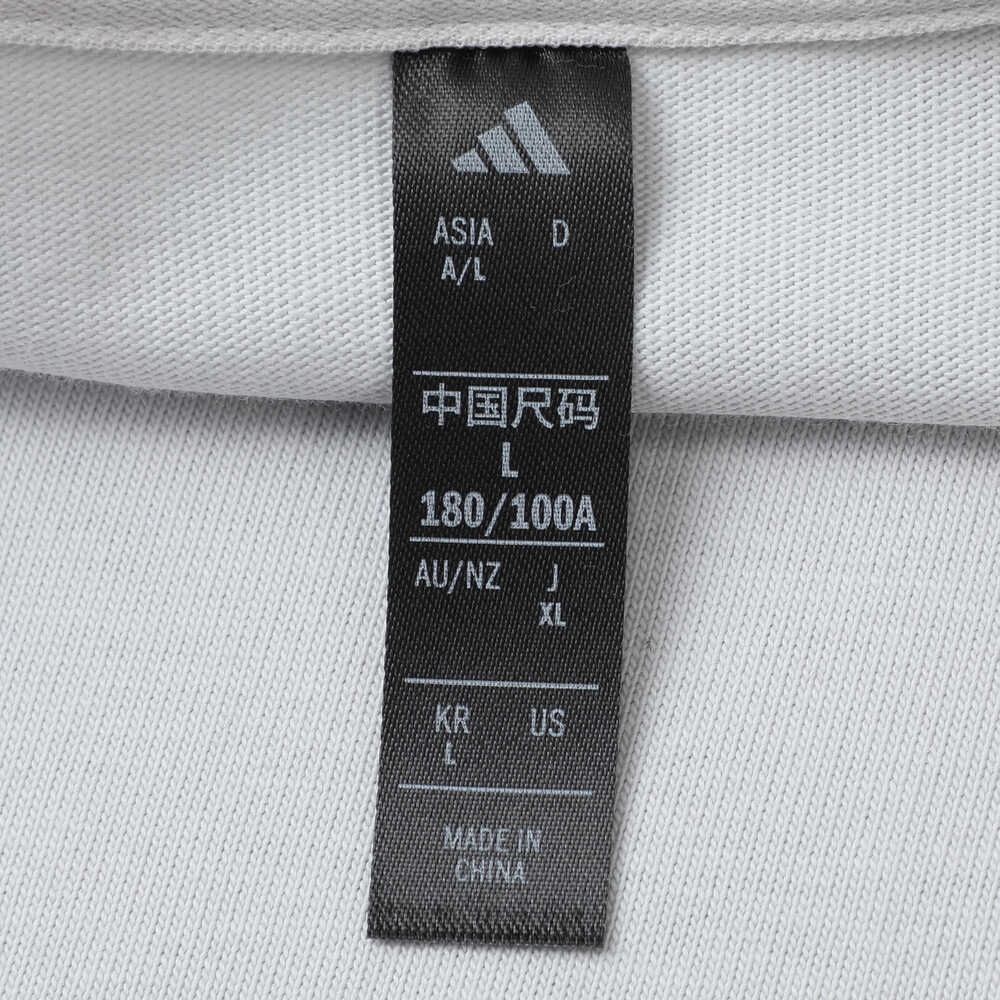 ASIA D
A/L
中国尺码
L
180/100A
AU/NZ J
XL
KR US
L
MADE IN
CHINA